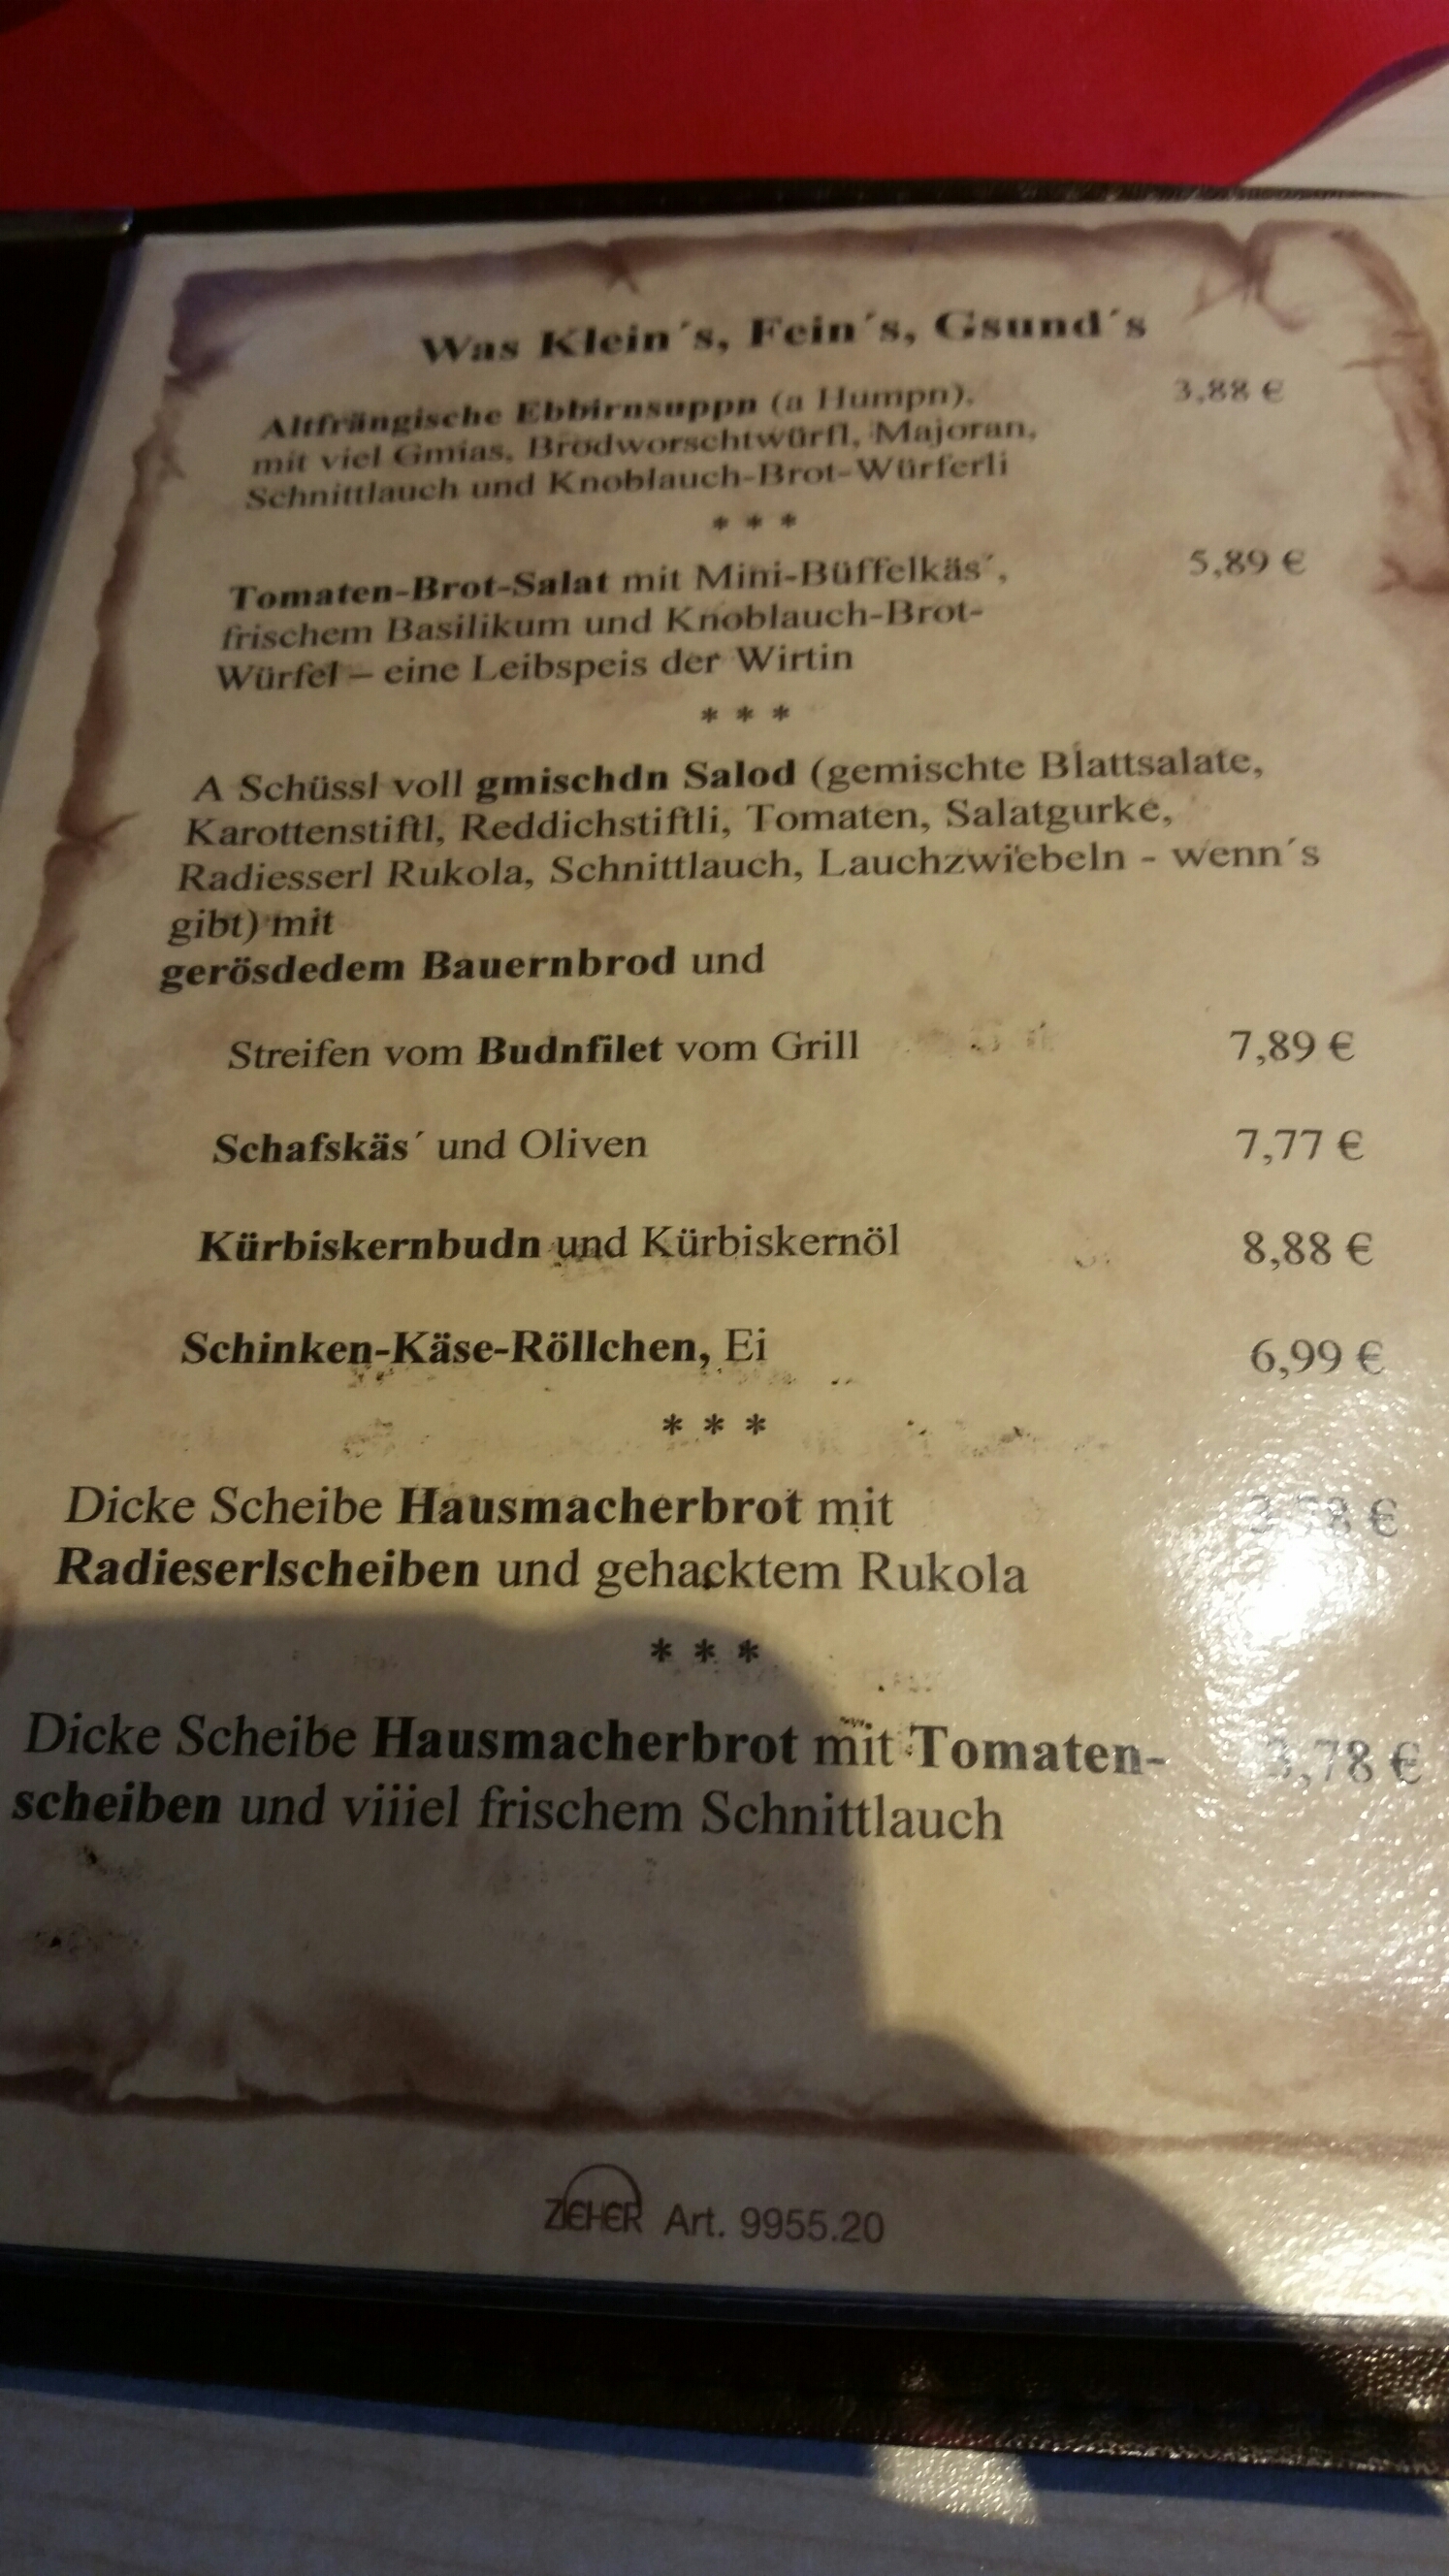 Was Klein´s, Fein´s, Gsund´s
Altfrängische Ebbirnsuppn (a Humpn), 3,88 €
mit viel Gmias, Brodworschtwürfl, Majoran,
Schnittlauch und Knoblauch-Brot-Würferli
* * *
Tomaten-Brot-Salat mit Mini-Büffelkäs´, 5,89 €
frischem Basilikum und Knoblauch-Brot-
Würfel – eine Leibspeis der Wirtin
* * *
A Schüssl voll gmischdn Salod (gemischte Blattsalate,
Karottenstiftl, Reddichstiftli, Tomaten, Salatgurke,
Radiesserl Rukola, Schnittlauch, Lauchzwiebeln - wenn´s
gibt) mit
gerösdedem Bauernbrod und
Streifen vom Budnfilet vom Grill 7,89 €
Schafskäs´ und Oliven 7,77 €
Kürbiskernbudn und Kürbiskernöl 8,88 €
Schinken-Käse-Röllchen, Ei 6,99 €
* * *
Dicke Scheibe Hausmacherbrot mit
Radieserlscheiben und gehacktem Rukola
* * *
Dicke Scheibe Hausmacherbrot mit Tomaten- 3,78 €
scheiben und viiiel frischem Schnittlauch
ZIEHER Art. 9955.20